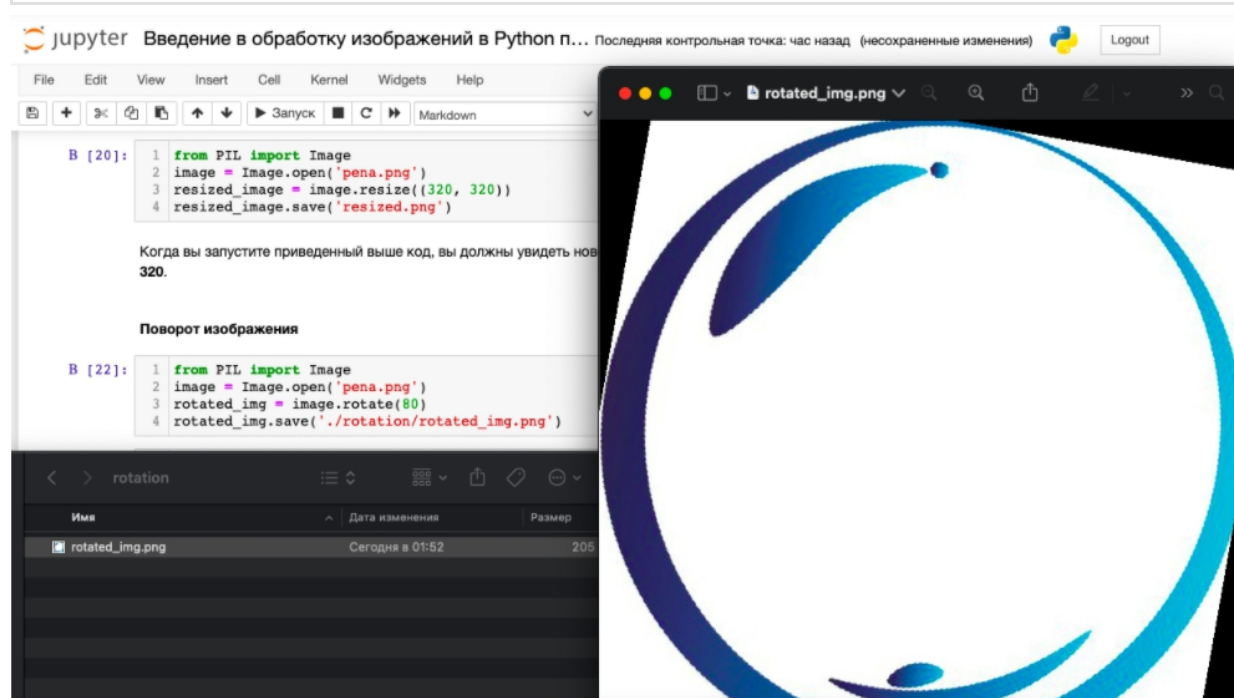 jupyter Введение в обработку изображений в Python п... Последняя контрольная точка: час назад (несохраненные изменения) Logout
File Edit View Insert Cell Kernel Widgets Help
Запуск Markdown
rotated_img.png
В [20]:
1 from PIL import Image
2 image = Image.open('pena.png')
3 resized_image = image.resize((320, 320))
4 resized_image.save('resized.png')
Когда вы запустите приведенный выше код, вы должны увидеть нов
320.
Поворот изображения
В [22]:
1 from PIL import Image
2 image = Image.open('pena.png')
3 rotated_img = image.rotate(80)
4 rotated_img.save('./rotation/rotated_img.png')
rotation
Имя Дата изменения Размер
rotated_img.png Сегодня в 01:52 205